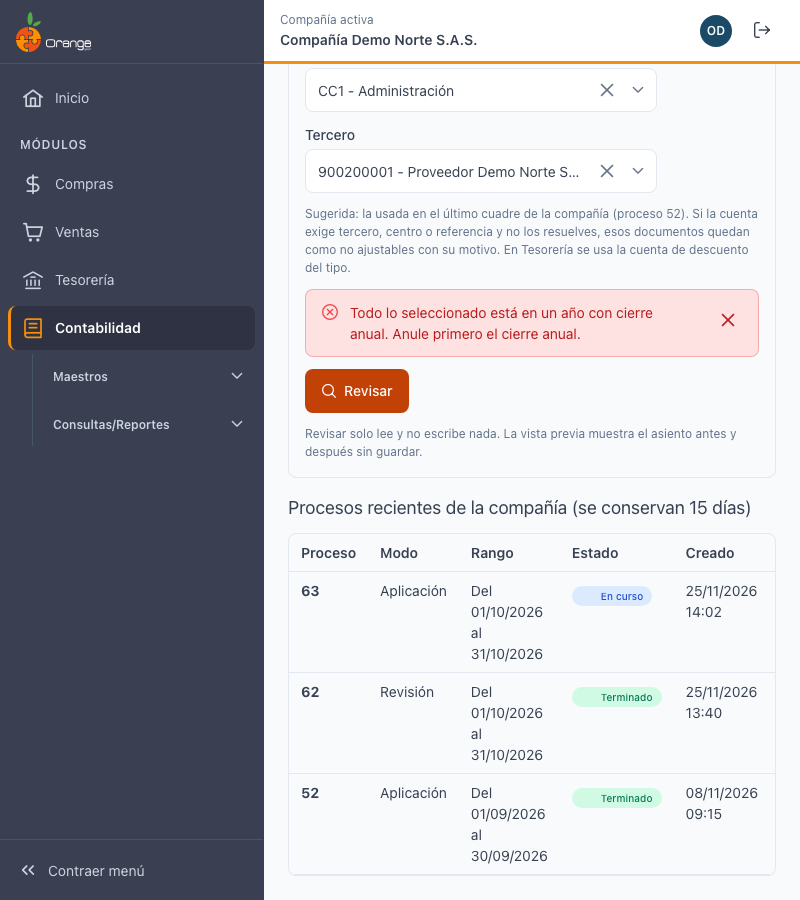 Orange
Compañía activa
Compañía Demo Norte S.A.S.
OD
Inicio
MÓDULOS
Compras
Ventas
Tesorería
Contabilidad
Maestros
Consultas/Reportes
Contraer menú
CC1 - Administración
Tercero
900200001 - Proveedor Demo Norte S...
Sugerida: la usada en el último cuadre de la compañía (proceso 52). Si la cuenta
exige tercero, centro o referencia y no los resuelves, esos documentos quedan
como no ajustables con su motivo. En Tesorería se usa la cuenta de descuento
del tipo.
Todo lo seleccionado está en un año con cierre
anual. Anule primero el cierre anual.
Revisar
Revisar solo lee y no escribe nada. La vista previa muestra el asiento antes y
después sin guardar.
Procesos recientes de la compañía (se conservan 15 días)
Proceso Modo Rango Estado Creado
63 Aplicación Del En curso 25/11/2026
01/10/2026 14:02
al
31/10/2026
62 Revisión Del Terminado 25/11/2026
01/10/2026 13:40
al
31/10/2026
52 Aplicación Del Terminado 08/11/2026
01/09/2026 09:15
al
30/09/2026